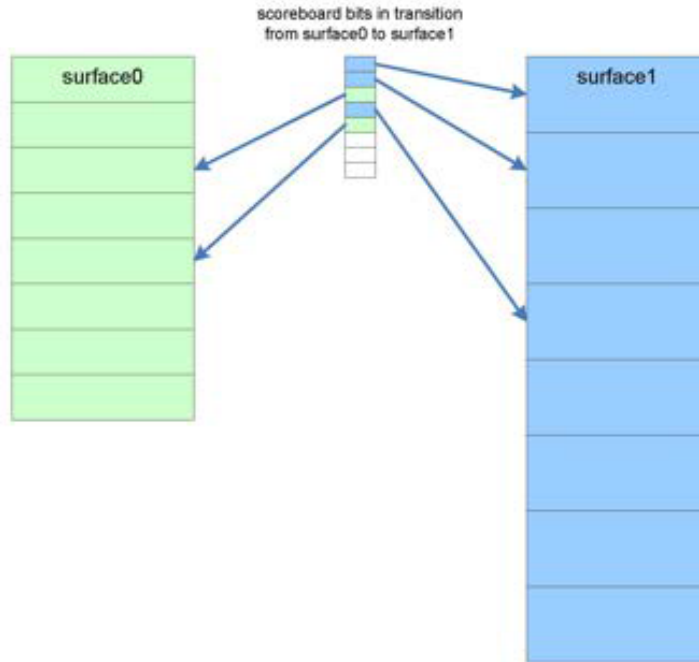 scoreboard bits in transition
from surface0 to surface1
surface0
surface1